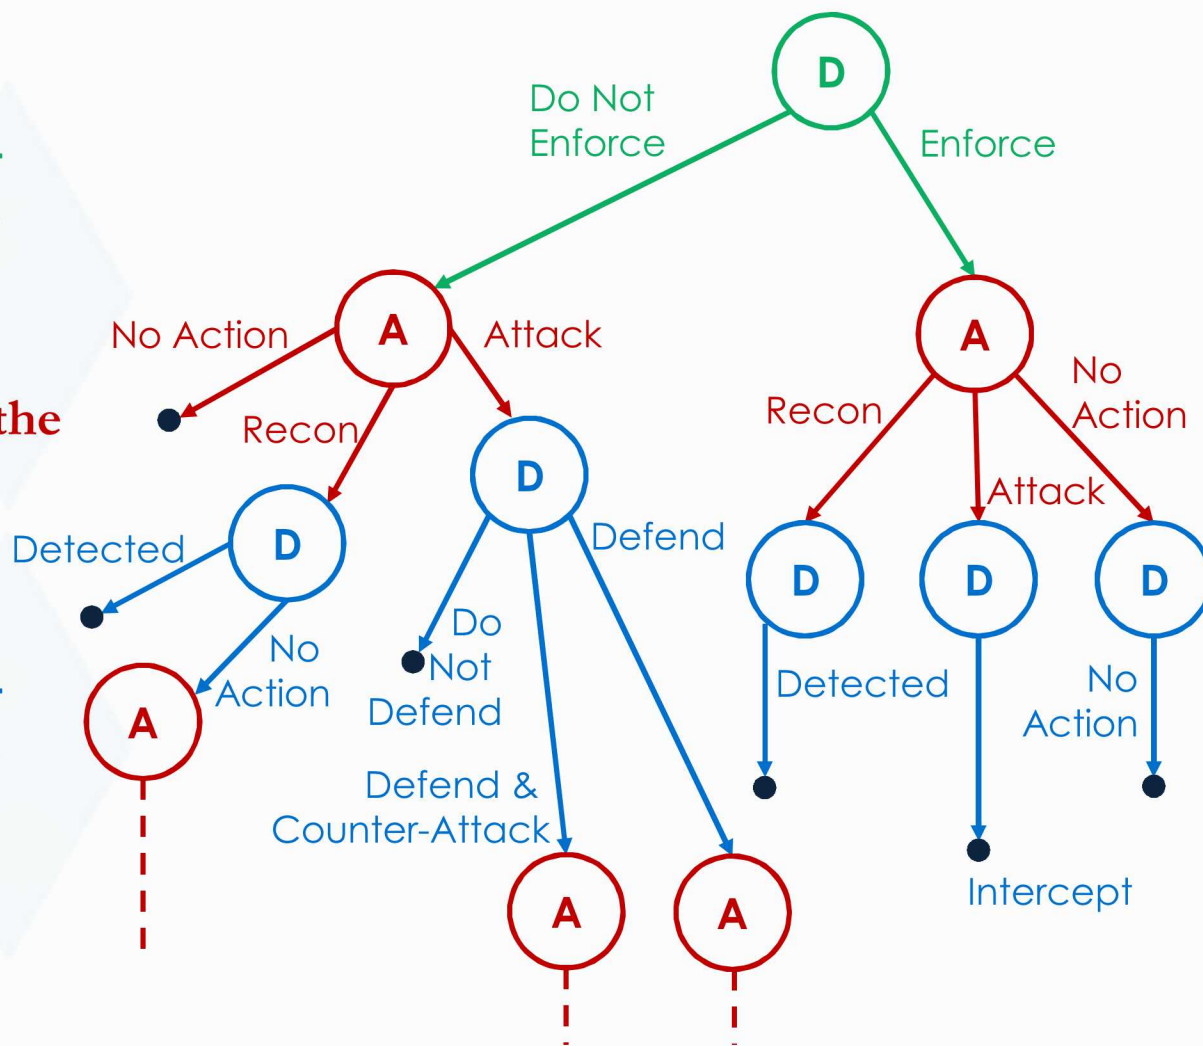 D
Do Not
Enforce
Enforce
A
No Action
Attack
Recon
the
A
No
Action
Recon
Attack
D
Defend
D
Detected
Do
Not
Defend
No
Action
A
Defend &
Counter-Attack
A
A
D
D
D
Detected
No
Action
Intercept